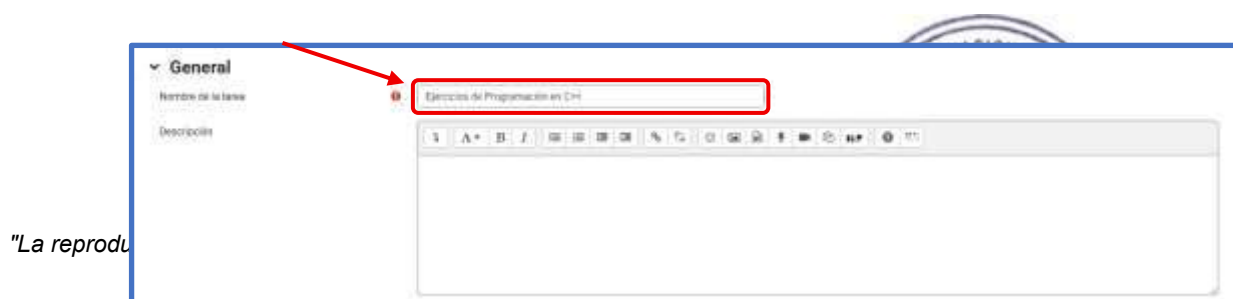 General
Nombre de la tarea
Ejercicios de Programación en C++
Descripción
"La reprodu